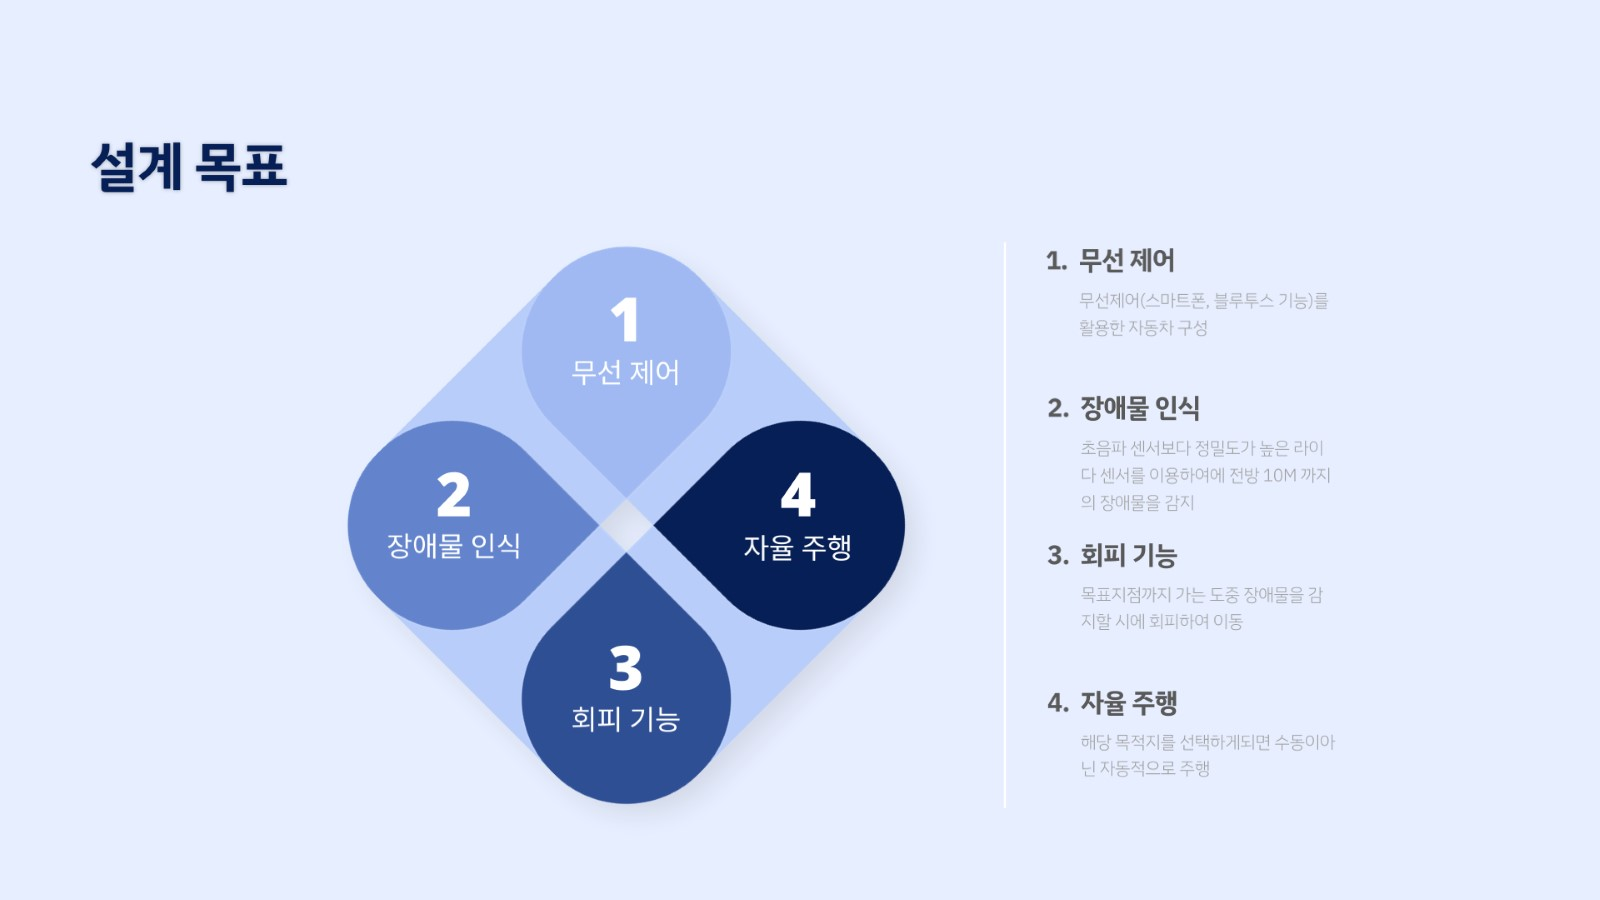 설계 목표
1
무선 제어
2
장애물 인식
4
자율 주행
3
회피 기능
1. 무선 제어
무선제어(스마트폰, 블루투스 기능)를
활용한 자동차 구성
2. 장애물 인식
초음파 센서보다 정밀도가 높은 라이
다 센서를 이용하여에 전방 10M 까지
의 장애물을 감지
3. 회피 기능
목표지점까지 가는 도중 장애물을 감
지할 시에 회피하여 이동
4. 자율 주행
해당 목적지를 선택하게되면 수동이아
닌 자동적으로 주행